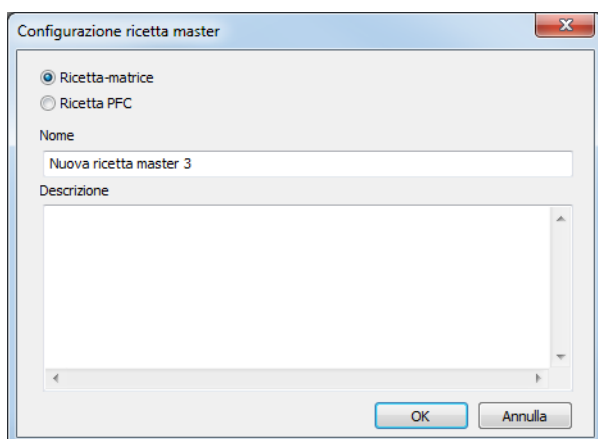 Configurazione ricetta master
Ricetta-matrice
Ricetta PFC
Nome
Nuova ricetta master 3
Descrizione
OK Annulla